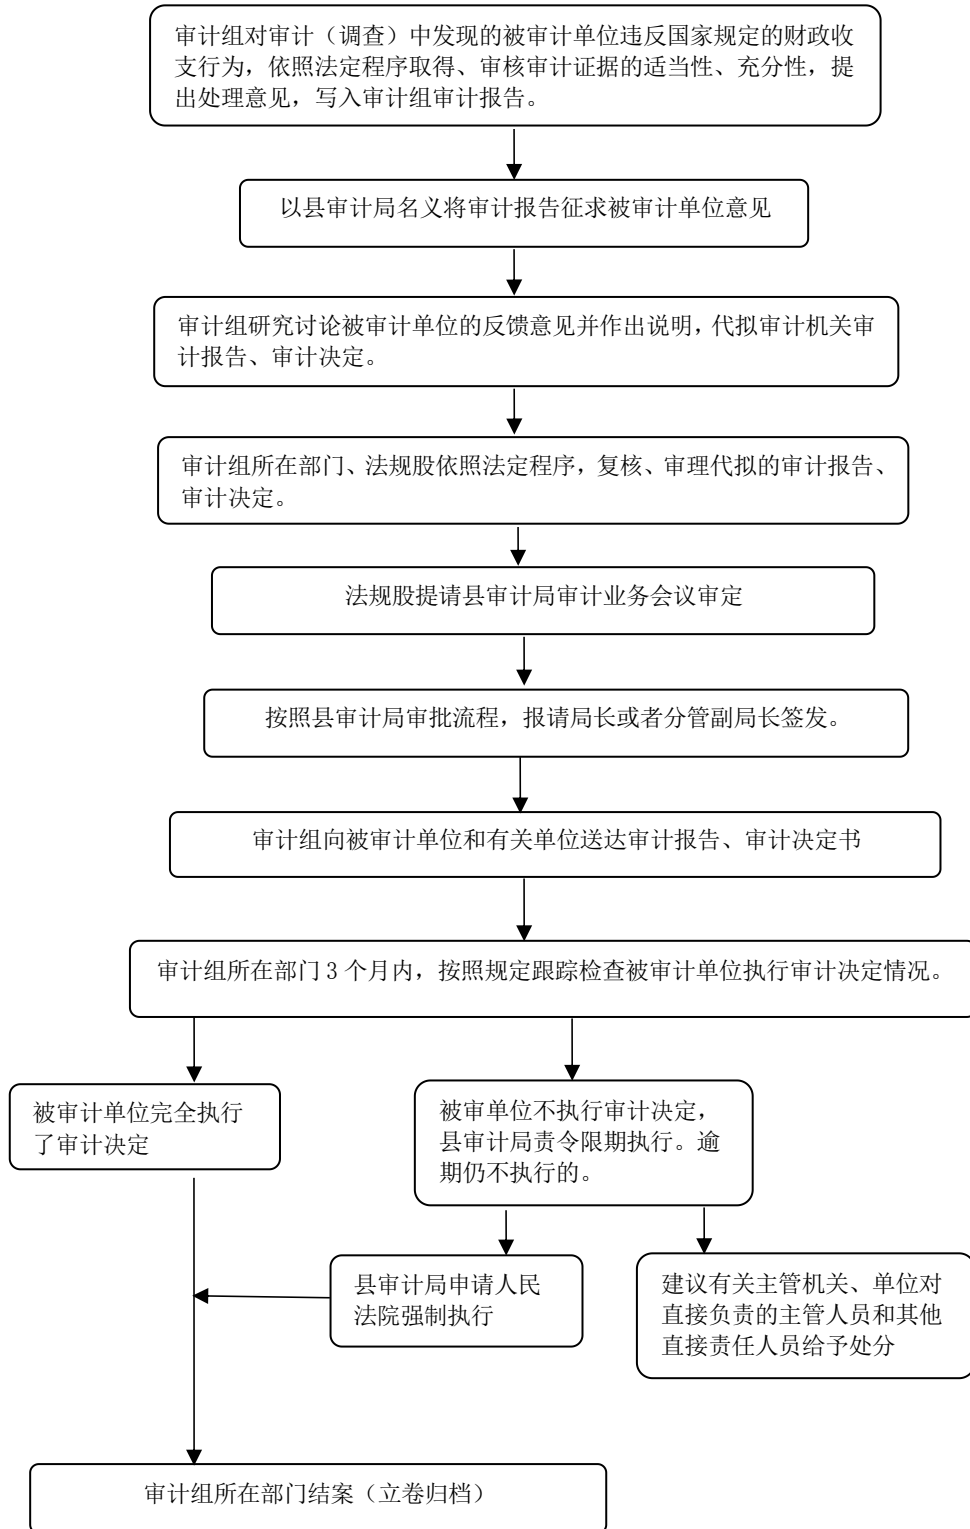 审计组对审计（调查）中发现的被审计单位违反国家规定的财政收
支行为，依照法定程序取得、审核审计证据的适当性、充分性，提
出处理意见，写入审计组审计报告。
以县审计局名义将审计报告征求被审计单位意见
审计组研究讨论被审计单位的反馈意见并作出说明，代拟审计机关审
计报告、审计决定。
审计组所在部门、法规股依照法定程序，复核、审理代拟的审计报告、
审计决定。
法规股提请县审计局审计业务会议审定
按照县审计局审批流程，报请局长或者分管副局长签发。
审计组向被审计单位和有关单位送达审计报告、审计决定书
审计组所在部门 3 个月内，按照规定跟踪检查被审计单位执行审计决定情况。
被审计单位完全执行
了审计决定
被审单位不执行审计决定，
县审计局责令限期执行。逾
期仍不执行的。
县审计局申请人民
法院强制执行
建议有关主管机关、单位对
直接负责的主管人员和其他
直接责任人员给予处分
审计组所在部门结案（立卷归档）